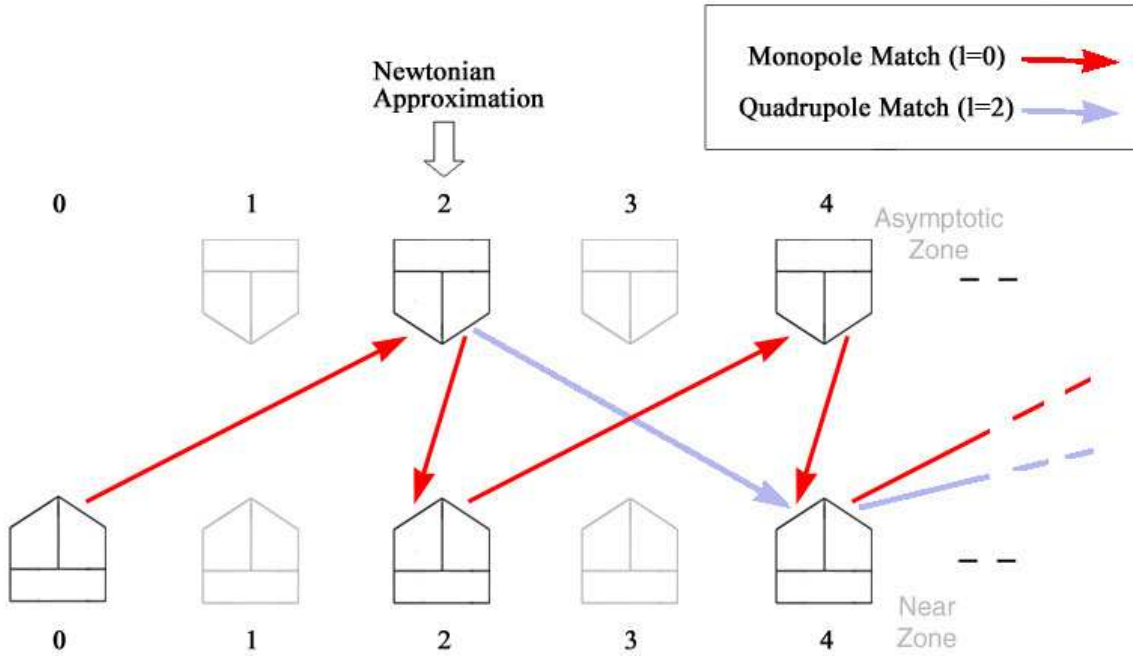 Monopole Match (l=0)
Quadrupole Match (l=2)
Newtonian
Approximation
0 1 2 3 4
Asymptotic
Zone
Near
Zone
0 1 2 3 4